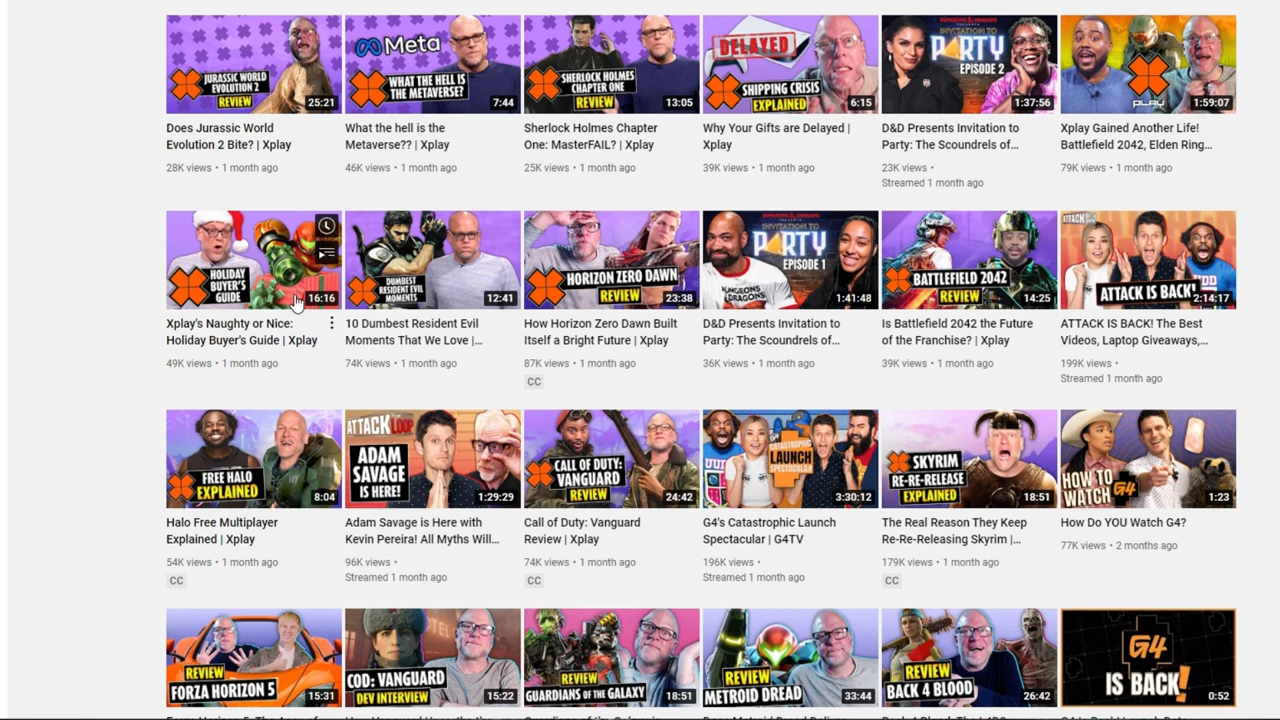 JURASSIC WORLD
EVOLUTION 2
REVIEW
25:21
Meta
WHAT THE HELL IS
THE METAVERSE?
7:44
SHERLOCK HOLMES
CHAPTER ONE
REVIEW
13:05
DELAYED
SHIPPING CRISIS
EXPLAINED
6:15
DUNGEONS & DRAGONS
PRESENTS
INVITATION TO
PARTY
EPISODE 2
1:37:56
PLAY
1:59:07
Does Jurassic World
Evolution 2 Bite? | Xplay
28K views • 1 month ago
What the hell is the
Metaverse?? | Xplay
46K views • 1 month ago
Sherlock Holmes Chapter
One: MasterFAIL? | Xplay
25K views • 1 month ago
Why Your Gifts are Delayed |
Xplay
39K views • 1 month ago
D&D Presents Invitation to
Party: The Scoundrels of...
23K views •
Streamed 1 month ago
Xplay Gained Another Life!
Battlefield 2042, Elden Ring...
79K views • 1 month ago
HOLIDAY
BUYER'S
GUIDE
16:16
DUMBEST
RESIDENT EVIL
MOMENTS
12:41
HORIZON ZERO DAWN
REVIEW
23:38
DUNGEONS & DRAGONS
PRESENTS
INVITATION TO
PARTY
EPISODE 1
DUNGEONS
DRAGONS
1:41:48
BATTLEFIELD 2042
REVIEW
14:25
ATTACK
ATTACK IS BACK!
2:14:17
Xplay's Naughty or Nice:
Holiday Buyer's Guide | Xplay
49K views • 1 month ago
10 Dumbest Resident Evil
Moments That We Love |...
74K views • 1 month ago
How Horizon Zero Dawn Built
Itself a Bright Future | Xplay
87K views • 1 month ago
CC
D&D Presents Invitation to
Party: The Scoundrels of...
36K views • 1 month ago
Is Battlefield 2042 the Future
of the Franchise? | Xplay
39K views • 1 month ago
ATTACK IS BACK! The Best
Videos, Laptop Giveaways,...
199K views •
Streamed 1 month ago
FREE HALO
EXPLAINED
8:04
ATTACK
LOOP
ADAM
SAVAGE
IS HERE!
1:29:29
CALL OF DUTY:
VANGUARD
REVIEW
24:42
CATASTROPHIC
LAUNCH
SPECTACULAR
3:30:12
SKYRIM
RE-RE-RELEASE
EXPLAINED
18:51
HOW TO
WATCH G4
1:23
Halo Free Multiplayer
Explained | Xplay
54K views • 1 month ago
CC
Adam Savage is Here with
Kevin Pereira! All Myths Will...
96K views •
Streamed 1 month ago
Call of Duty: Vanguard
Review | Xplay
74K views • 1 month ago
CC
G4's Catastrophic Launch
Spectacular | G4TV
196K views •
Streamed 1 month ago
The Real Reason They Keep
Re-Re-Releasing Skyrim |...
179K views • 1 month ago
CC
How Do YOU Watch G4?
77K views • 2 months ago
REVIEW
FORZA HORIZON 5
15:31
COD: VANGUARD
DEV INTERVIEW
15:22
REVIEW
GUARDIANS OF THE GALAXY
18:51
REVIEW
METROID DREAD
33:44
REVIEW
BACK 4 BLOOD
26:42
G4
IS BACK!
0:52